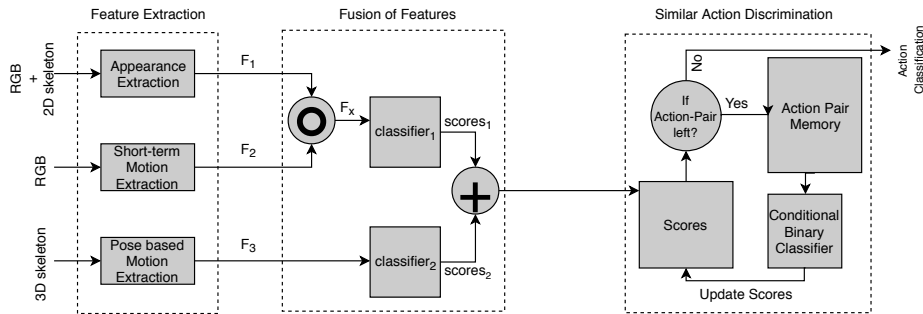 Feature Extraction
Fusion of Features
Similar Action Discrimination
RGB
+
2D skeleton
Appearance
Extraction
F1
RGB
Short-term
Motion
Extraction
F2
3D skeleton
Pose based
Motion
Extraction
F3
Fx
classifier1
scores1
classifier2
scores2
Scores
If
Action-Pair
left?
No
Yes
Action Pair
Memory
Conditional
Binary
Classifier
Update Scores
Action
Classification